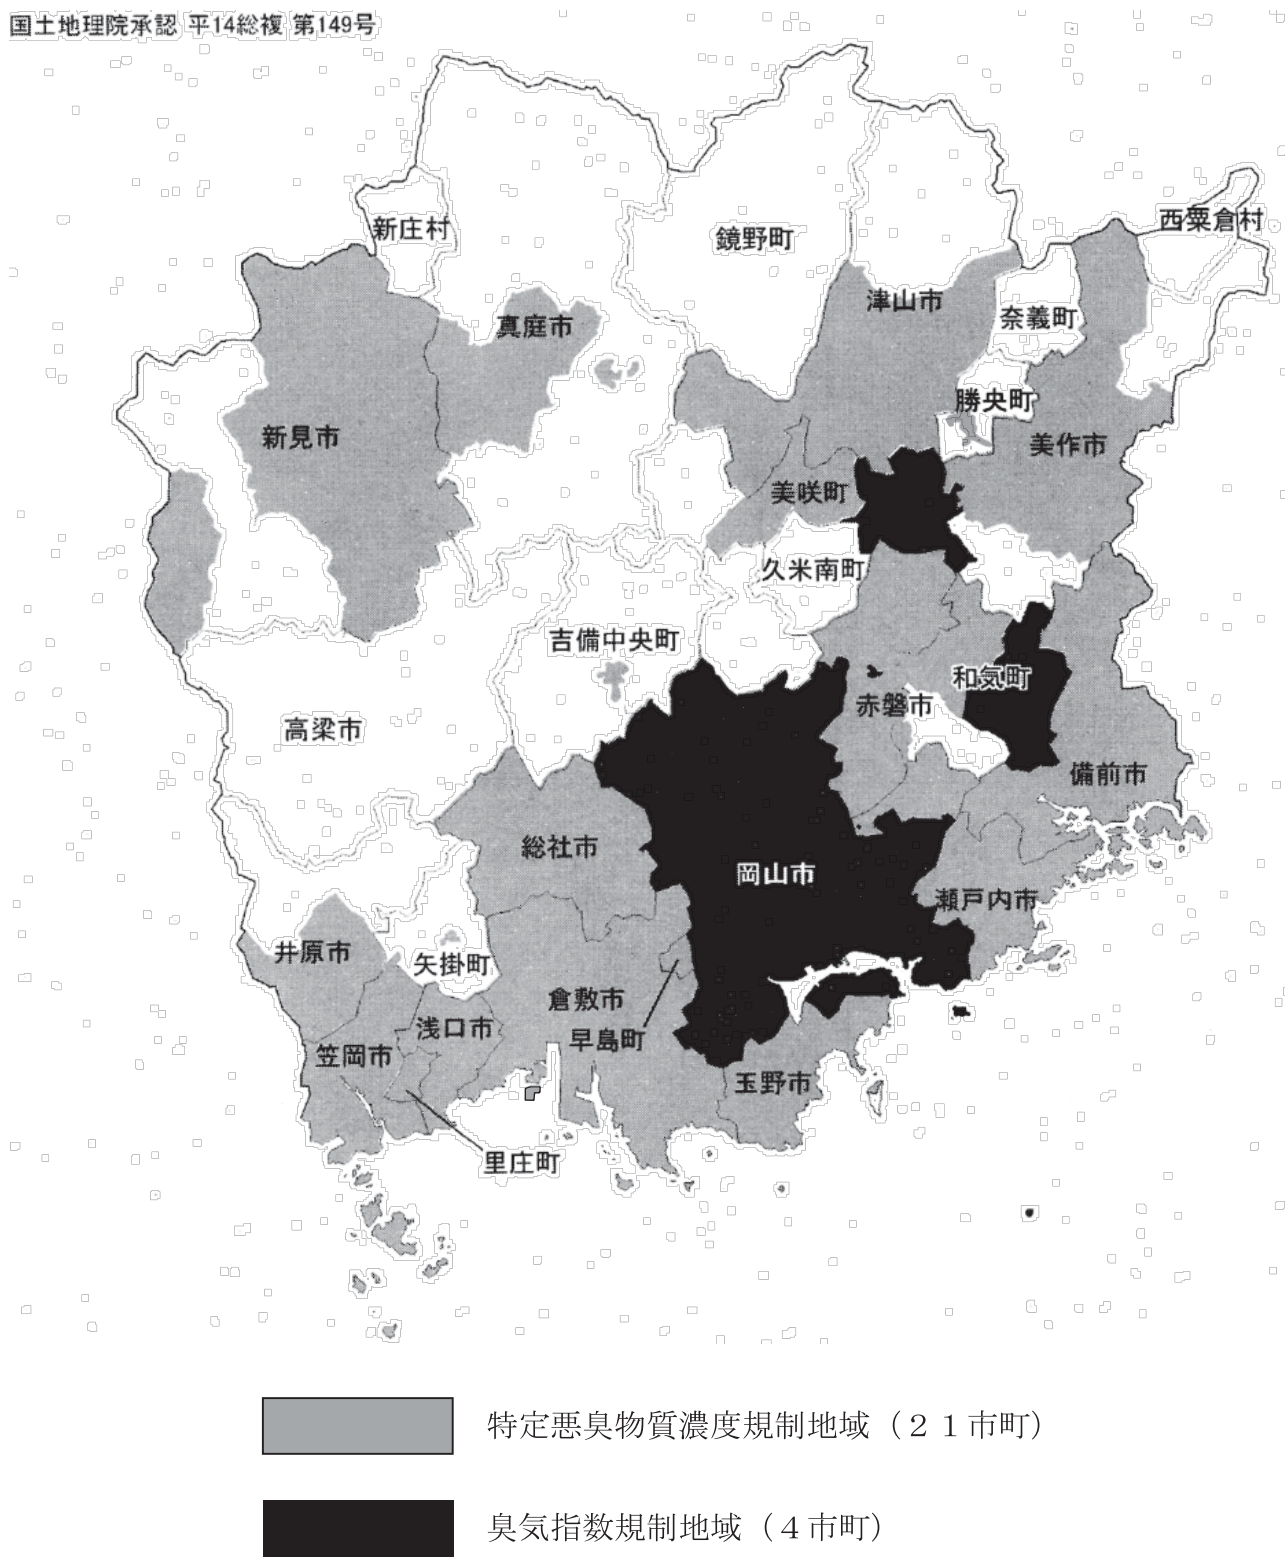 国土地理院承認 平14総複 第149号
西粟倉村
新庄村
鏡野町
津山市
奈義町
真庭市
勝央町
新見市
美作市
美咲町
久米南町
吉備中央町
和気町
赤磐市
高梁市
備前市
総社市
岡山市
瀬戸内市
井原市
矢掛町
倉敷市
浅口市
早島町
笠岡市
玉野市
里庄町
特定悪臭物質濃度規制地域（２１市町）
臭気指数規制地域（４市町）